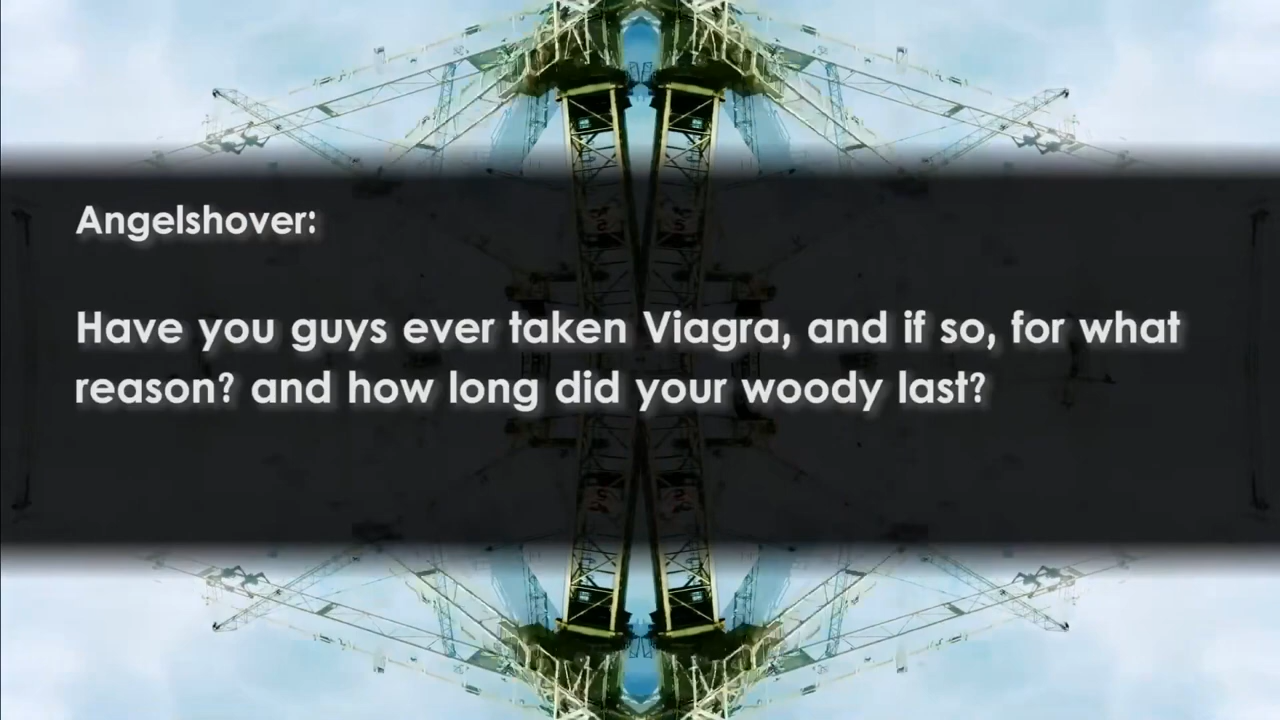 Angelshover:
Have you guys ever taken Viagra, and if so, for what
reason? and how long did your woody last?